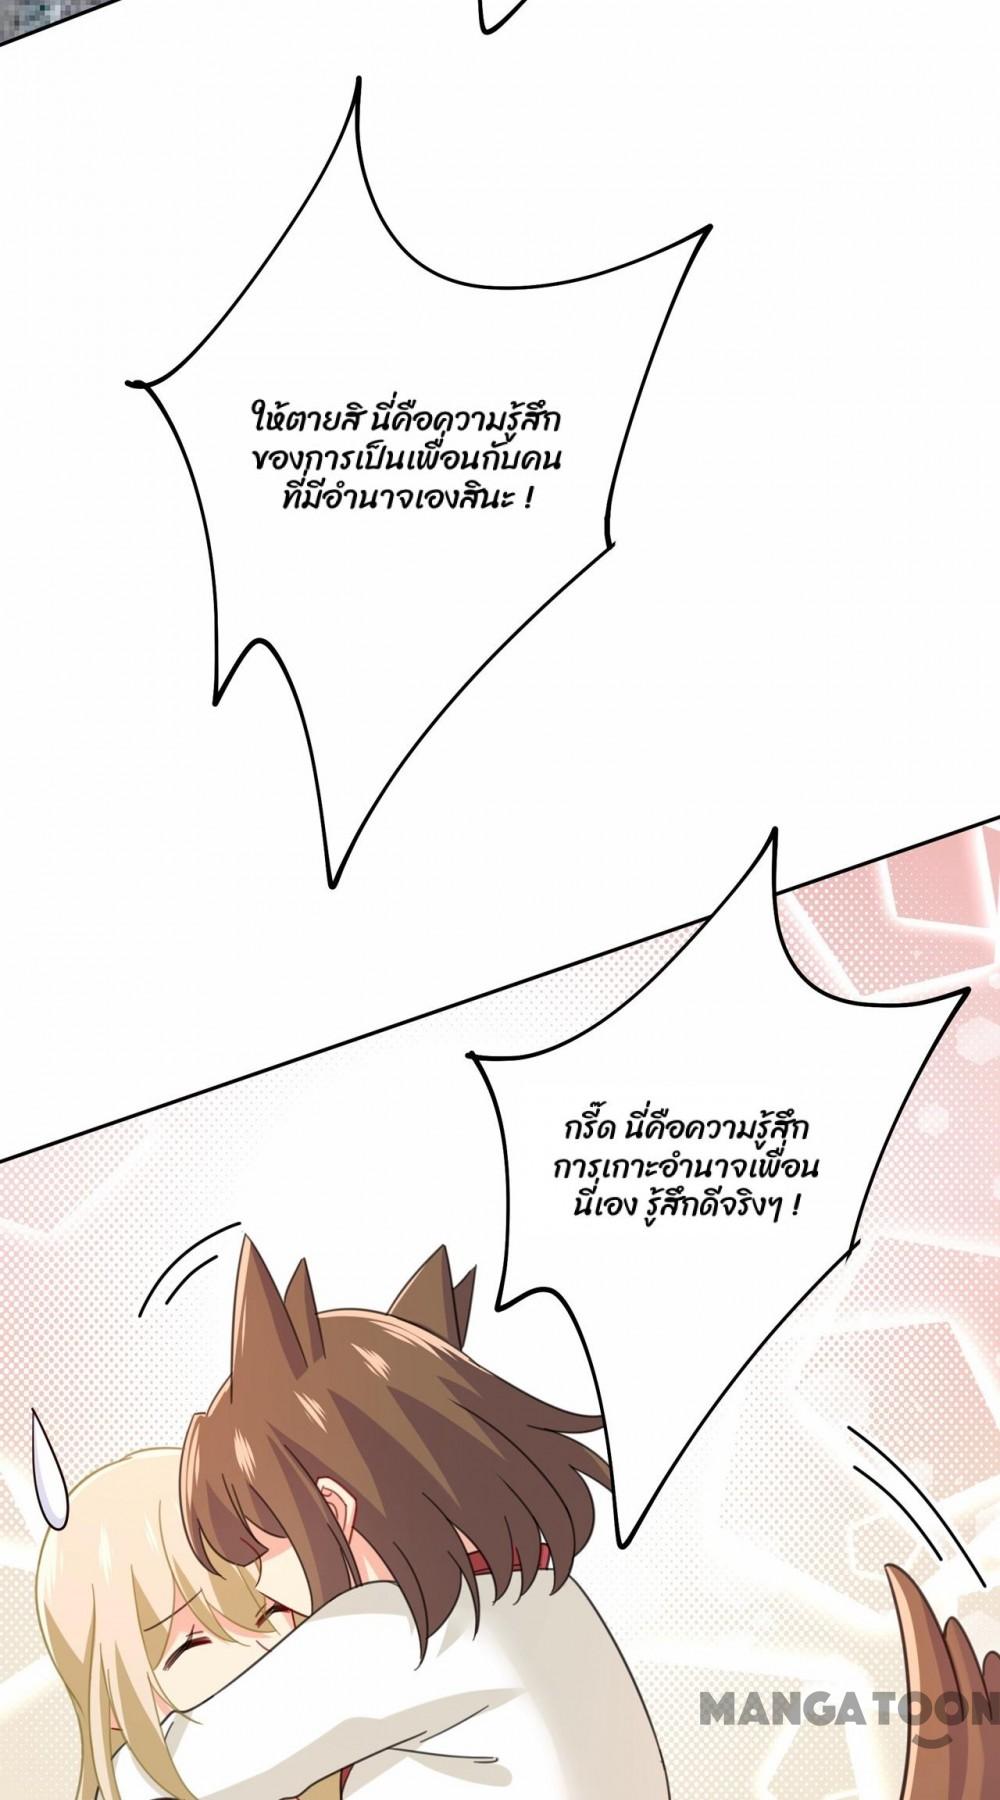 ให้ตายสิ นี่คือความรู้สึก
ของการเป็นเพื่อนกับคน
ที่มีอำนาจเองสินะ !
กรี๊ด นี่คือความรู้สึก
การเกาะอำนาจเพื่อน
นี่เอง รู้สึกดีจริงๆ !
MANGATOON